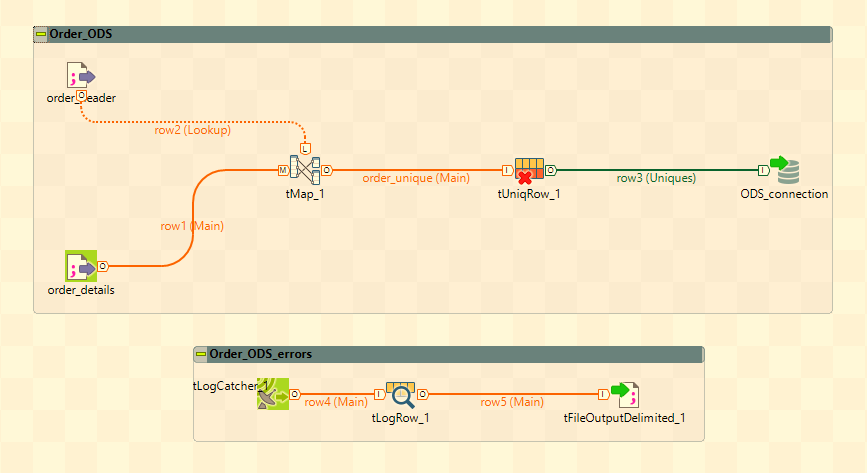 Order_ODS
order_header
row2 (Lookup)
L
M
O
tMap_1
order_unique (Main)
I
O
tUniqRow_1
row3 (Uniques)
I
ODS_connection
row1 (Main)
O
O
order_details
Order_ODS_errors
tLogCatcher_1
O
row4 (Main)
I
O
tLogRow_1
row5 (Main)
I
tFileOutputDelimited_1